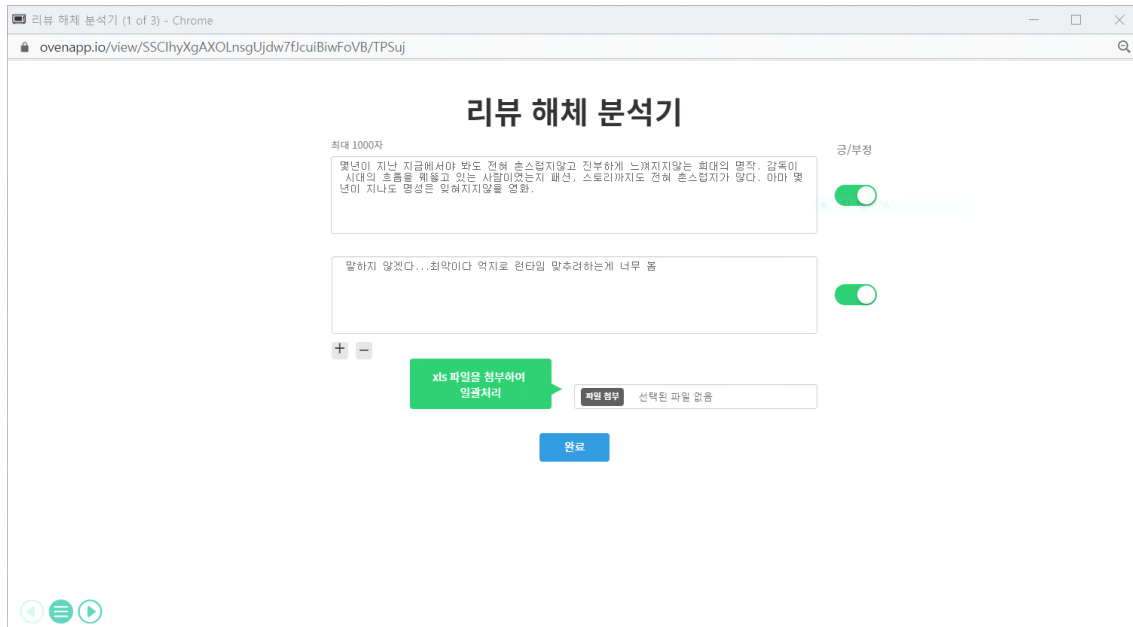 리뷰 해체 분석기 (1 of 3) - Chrome
ovenapp.io/view/SSCIhyXgAXOLnsgUjdw7fJcuiBiwFoVB/TPSuj
리뷰 해체 분석기
최대 1000자
긍/부정
몇년이 지난 지금에서야 봐도 전혀 촌스럽지않고 진부하게 느껴지지않는 희대의 명작. 감독이
시대의 흐름을 꿰뚫고 있는 사람이였는지 패션, 스토리까지도 전혀 촌스럽지가 않다. 아마 몇
년이 지나도 명성은 잊혀지지않을 영화.
말하지 않겠다...최악이다 억지로 런타임 맞추려하는게 너무 봄
+ −
xls 파일을 첨부하여
일괄처리
파일 첨부 선택된 파일 없음
완료